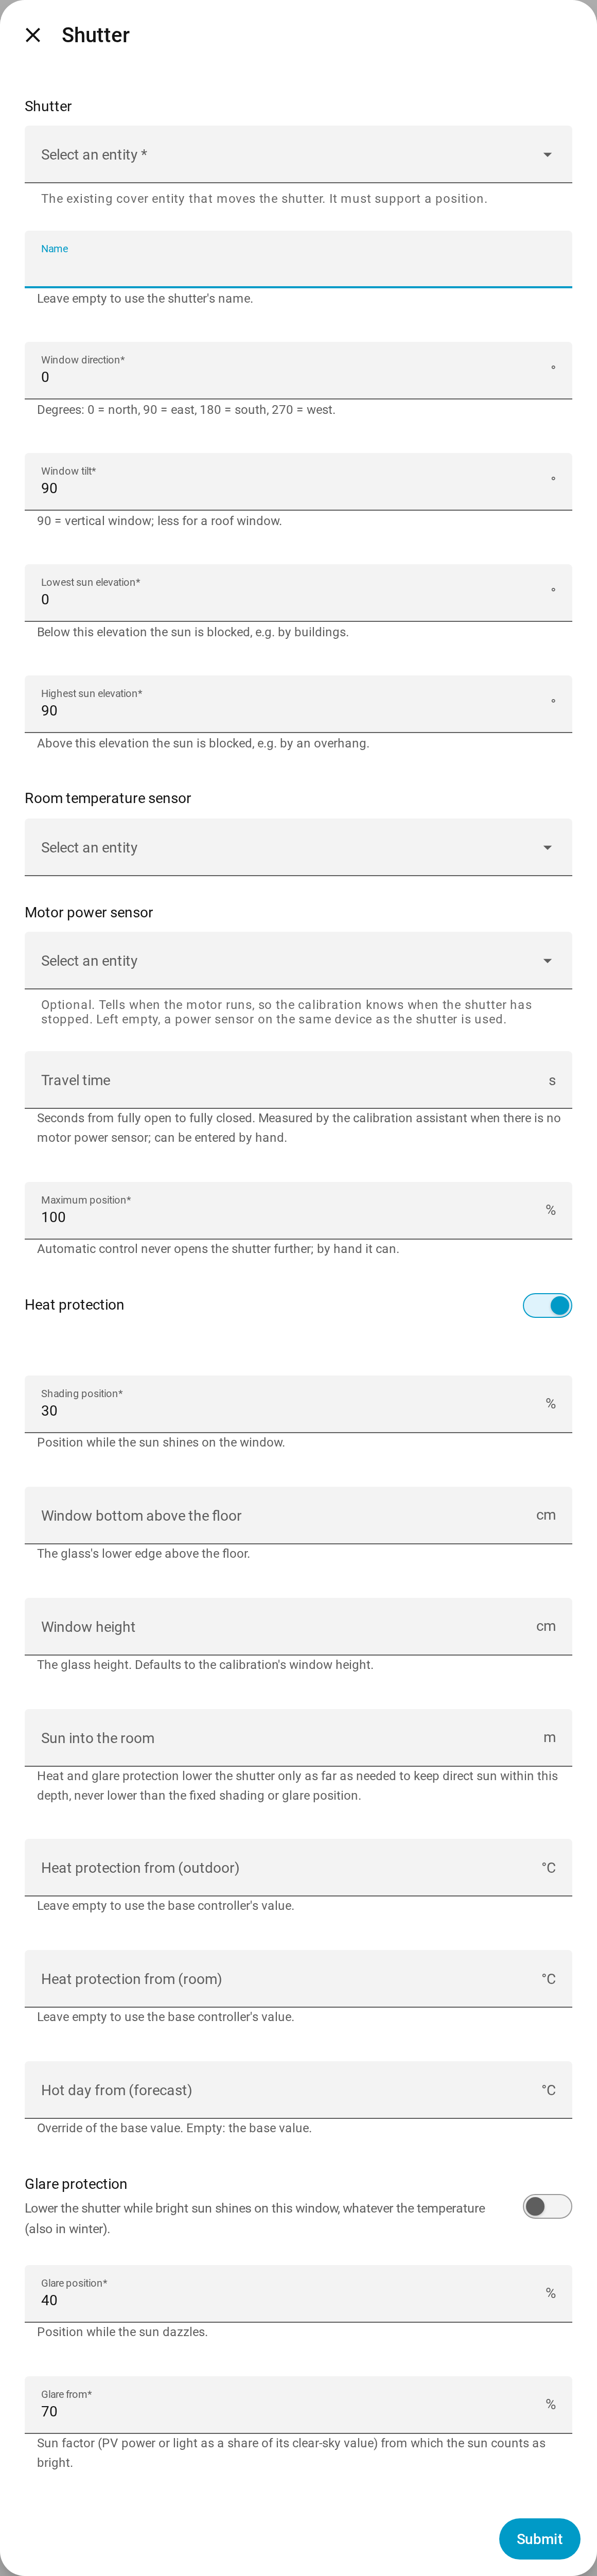 Shutter
Shutter
Select an entity *
The existing cover entity that moves the shutter. It must support a position.
Name
Leave empty to use the shutter's name.
Window direction*
0 °
Degrees: 0 = north, 90 = east, 180 = south, 270 = west.
Window tilt*
90 °
90 = vertical window; less for a roof window.
Lowest sun elevation*
0 °
Below this elevation the sun is blocked, e.g. by buildings.
Highest sun elevation*
90 °
Above this elevation the sun is blocked, e.g. by an overhang.
Room temperature sensor
Select an entity
Motor power sensor
Select an entity
Optional. Tells when the motor runs, so the calibration knows when the shutter has
stopped. Left empty, a power sensor on the same device as the shutter is used.
Travel time s
Seconds from fully open to fully closed. Measured by the calibration assistant when there is no
motor power sensor; can be entered by hand.
Maximum position*
100 %
Automatic control never opens the shutter further; by hand it can.
Heat protection
Shading position*
30 %
Position while the sun shines on the window.
Window bottom above the floor cm
The glass's lower edge above the floor.
Window height cm
The glass height. Defaults to the calibration's window height.
Sun into the room m
Heat and glare protection lower the shutter only as far as needed to keep direct sun within this
depth, never lower than the fixed shading or glare position.
Heat protection from (outdoor) °C
Leave empty to use the base controller's value.
Heat protection from (room) °C
Leave empty to use the base controller's value.
Hot day from (forecast) °C
Override of the base value. Empty: the base value.
Glare protection
Lower the shutter while bright sun shines on this window, whatever the temperature
(also in winter).
Glare position*
40 %
Position while the sun dazzles.
Glare from*
70 %
Sun factor (PV power or light as a share of its clear-sky value) from which the sun counts as
bright.
Submit